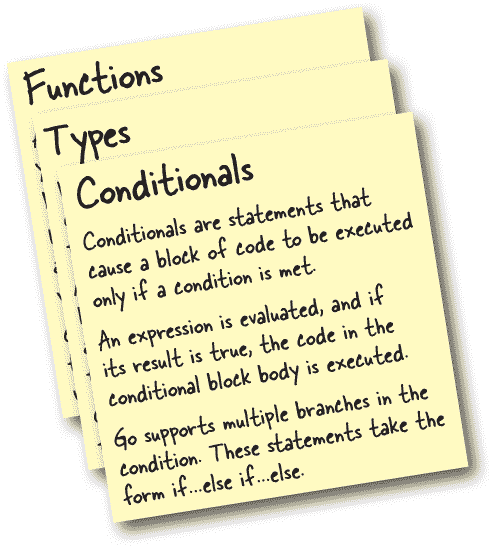 Functions
Types
Conditionals
Conditionals are statements that
cause a block of code to be executed
only if a condition is met.
An expression is evaluated, and if
its result is true, the code in the
conditional block body is executed.
Go supports multiple branches in the
condition. These statements take the
form if...else if...else.